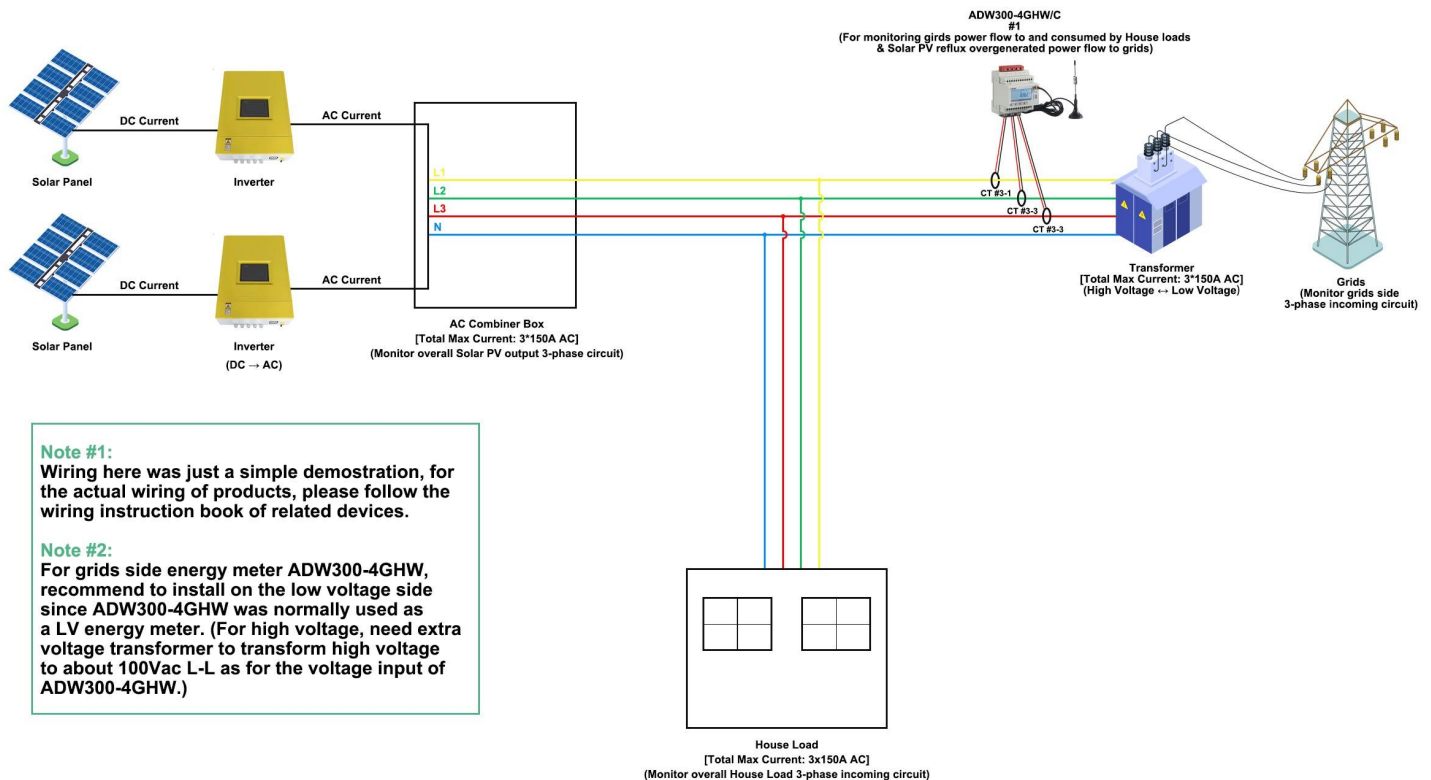 ADW300-4GHW/C
#1
(For monitoring girds power flow to and consumed by House loads
& Solar PV reflux overgenerated power flow to grids)
DC Current
AC Current
Solar Panel
Inverter
L1
L2
L3
N
CT #3-1
CT #3-3
CT #3-3
DC Current
AC Current
Solar Panel
Inverter
(DC → AC)
AC Combiner Box
[Total Max Current: 3*150A AC]
(Monitor overall Solar PV output 3-phase circuit)
Transformer
[Total Max Current: 3*150A AC]
(High Voltage ↔ Low Voltage)
Grids
(Monitor grids side
3-phase incoming circuit)
Note #1:
Wiring here was just a simple demostration, for
the actual wiring of products, please follow the
wiring instruction book of related devices.
Note #2:
For grids side energy meter ADW300-4GHW,
recommend to install on the low voltage side
since ADW300-4GHW was normally used as
a LV energy meter. (For high voltage, need extra
voltage transformer to transform high voltage
to about 100Vac L-L as for the voltage input of
ADW300-4GHW.)
House Load
[Total Max Current: 3x150A AC]
(Monitor overall House Load 3-phase incoming circuit)